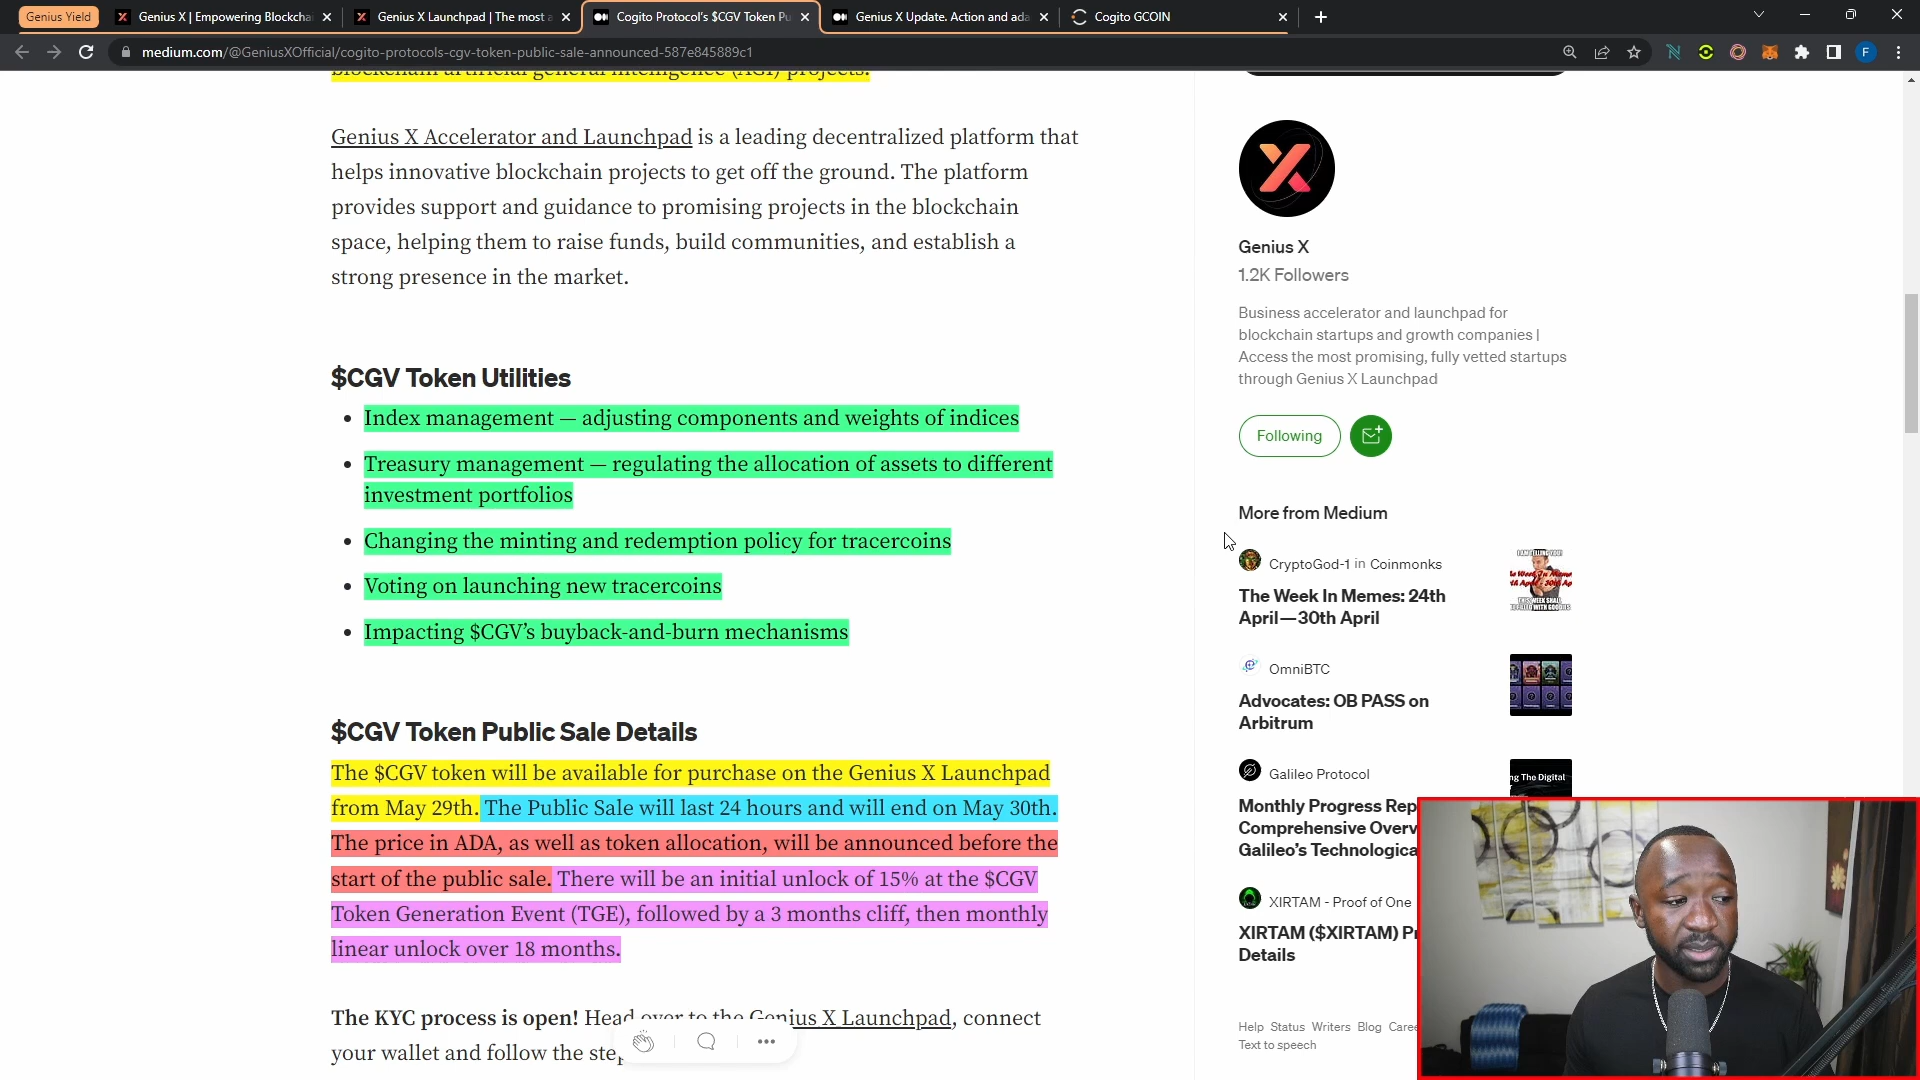 Genius Yield
Genius X | Empowering Blockcha
Genius X Launchpad | The most a
Cogito Protocol's $CGV Token Pu
Genius X Update. Action and ada
Cogito GCOIN
medium.com/@GeniusXOfficial/cogito-protocols-cgv-token-public-sale-announced-587e845889c1
F
blockchain artificial general intelligence (AGI) projects.
Genius X Accelerator and Launchpad is a leading decentralized platform that
helps innovative blockchain projects to get off the ground. The platform
provides support and guidance to promising projects in the blockchain
space, helping them to raise funds, build communities, and establish a
strong presence in the market.
$CGV Token Utilities
• Index management — adjusting components and weights of indices
• Treasury management — regulating the allocation of assets to different
investment portfolios
• Changing the minting and redemption policy for tracercoins
• Voting on launching new tracercoins
• Impacting $CGV's buyback-and-burn mechanisms
$CGV Token Public Sale Details
The $CGV token will be available for purchase on the Genius X Launchpad
from May 29th. The Public Sale will last 24 hours and will end on May 30th.
The price in ADA, as well as token allocation, will be announced before the
start of the public sale. There will be an initial unlock of 15% at the $CGV
Token Generation Event (TGE), followed by a 3 months cliff, then monthly
linear unlock over 18 months.
The KYC process is open! Head over to the Genius X Launchpad, connect
your wallet and follow the
Genius X
1.2K Followers
Business accelerator and launchpad for
blockchain startups and growth companies |
Access the most promising, fully vetted startups
through Genius X Launchpad
Following
More from Medium
CryptoGod-1 in Coinmonks
The Week In Memes: 24th
April—30th April
OmniBTC
Advocates: OB PASS on
Arbitrum
Galileo Protocol
ng The Digital
Monthly Progress Rep
Comprehensive Overv
Galileo's Technologica
XIRTAM - Proof of One
XIRTAM ($XIRTAM) Pr
Details
Help Status Writers Blog Caree
Text to speech